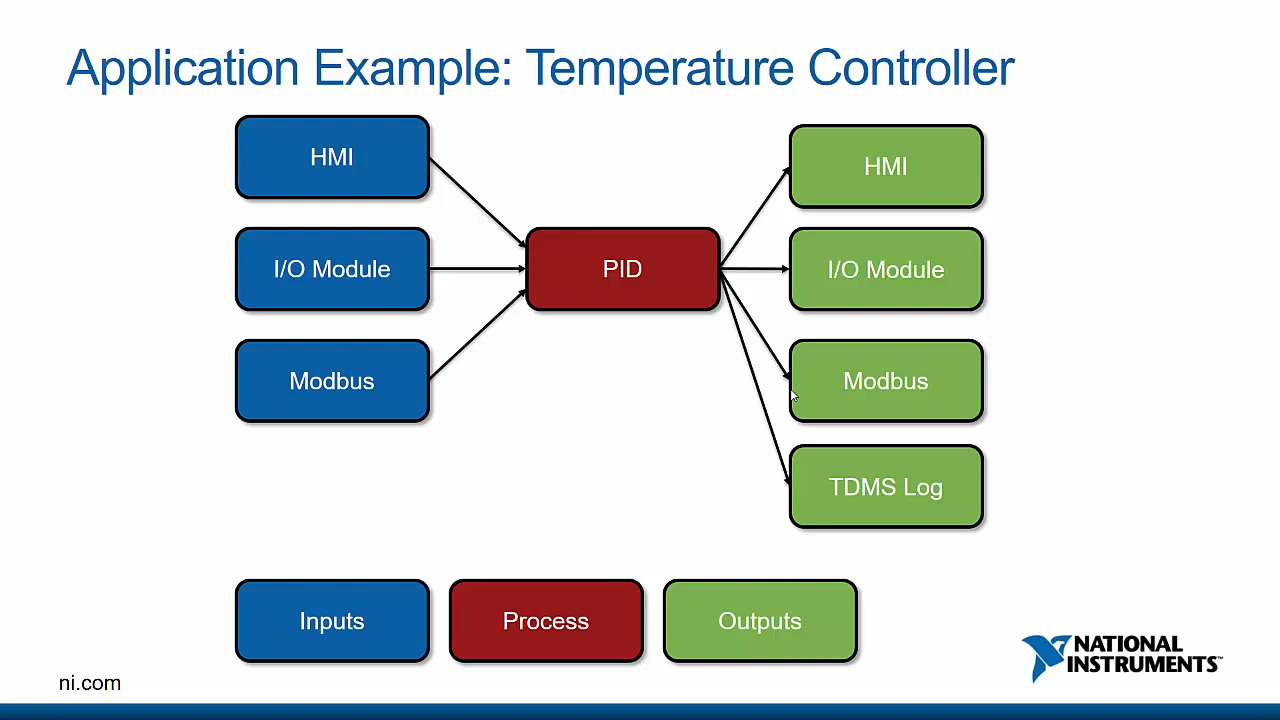 Application Example: Temperature Controller
HMI
I/O Module
Modbus
PID
HMI
I/O Module
Modbus
TDMS Log
Inputs
Process
Outputs
ni.com
NATIONAL
INSTRUMENTS™